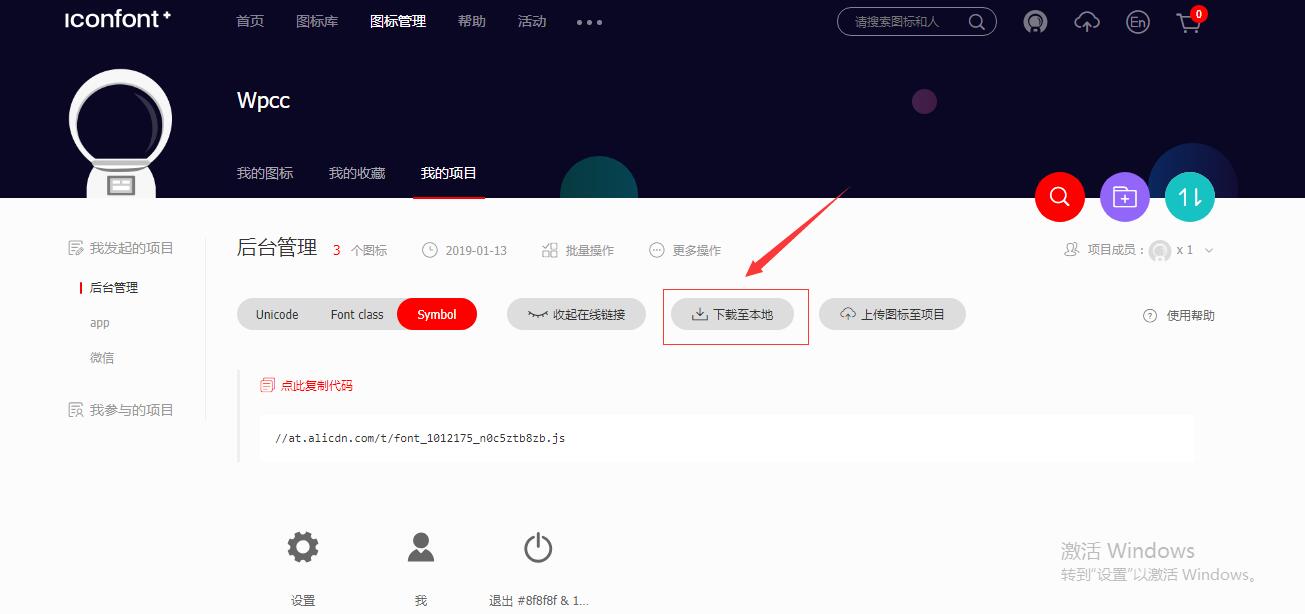 iconfont+ 首页 图标库 图标管理 帮助 活动 ••• 请搜索图标和人 En 0
Wpcc
我的图标 我的收藏 我的项目
我发起的项目
后台管理
app
微信
我参与的项目
后台管理 3 个图标 2019-01-13 批量操作 更多操作 项目成员： x 1
Unicode Font class Symbol 收起在线链接 下载至本地 上传图标至项目 ? 使用帮助
点此复制代码
//at.alicdn.com/t/font_1012175_n0c5ztb8zb.js
设置 我 退出 #8f8f8f & 1...
激活 Windows
转到“设置”以激活 Windows。